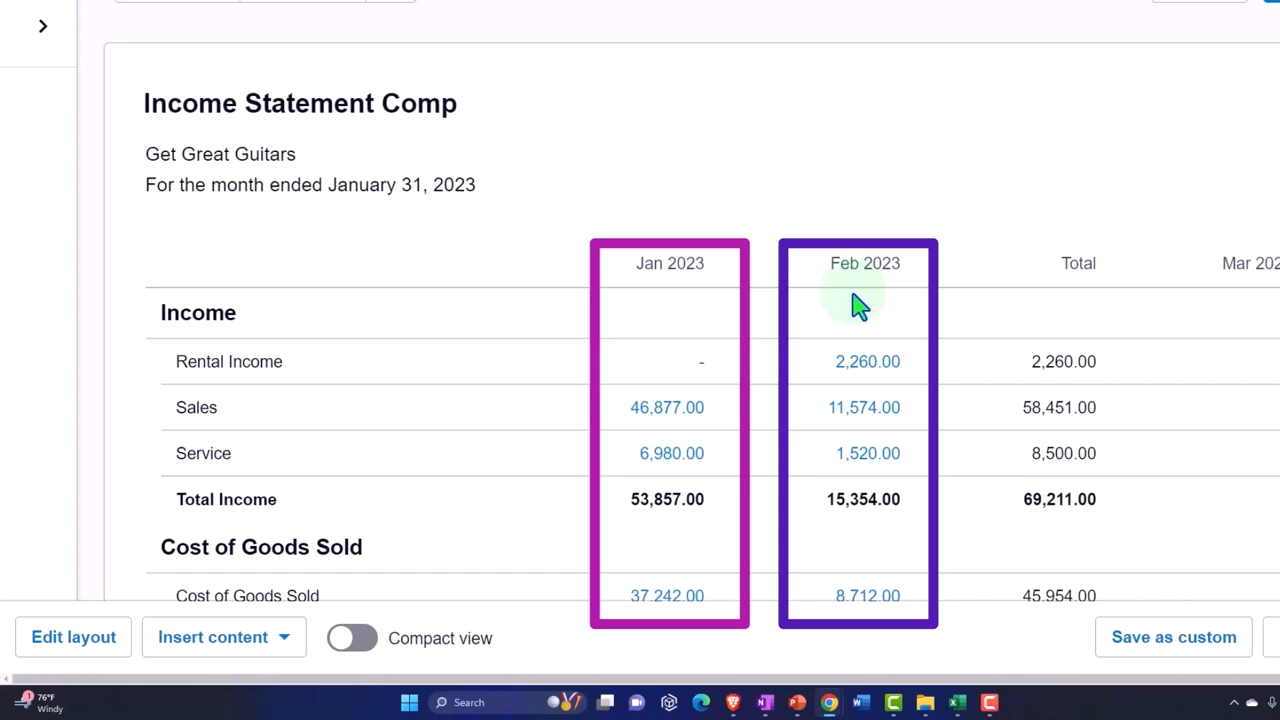 Income Statement Comp
Get Great Guitars
For the month ended January 31, 2023
Jan 2023 Feb 2023 Total Mar
Income
Rental Income - 2,260.00 2,260.00
Sales 46,877.00 11,574.00 58,451.00
Service 6,980.00 1,520.00 8,500.00
Total Income 53,857.00 15,354.00 69,211.00
Cost of Goods Sold
Cost of Goods Sold 37,242.00 8,712.00 45,954.00
Edit layout Insert content Compact view Save as custom
1 76°F
Windy
Search